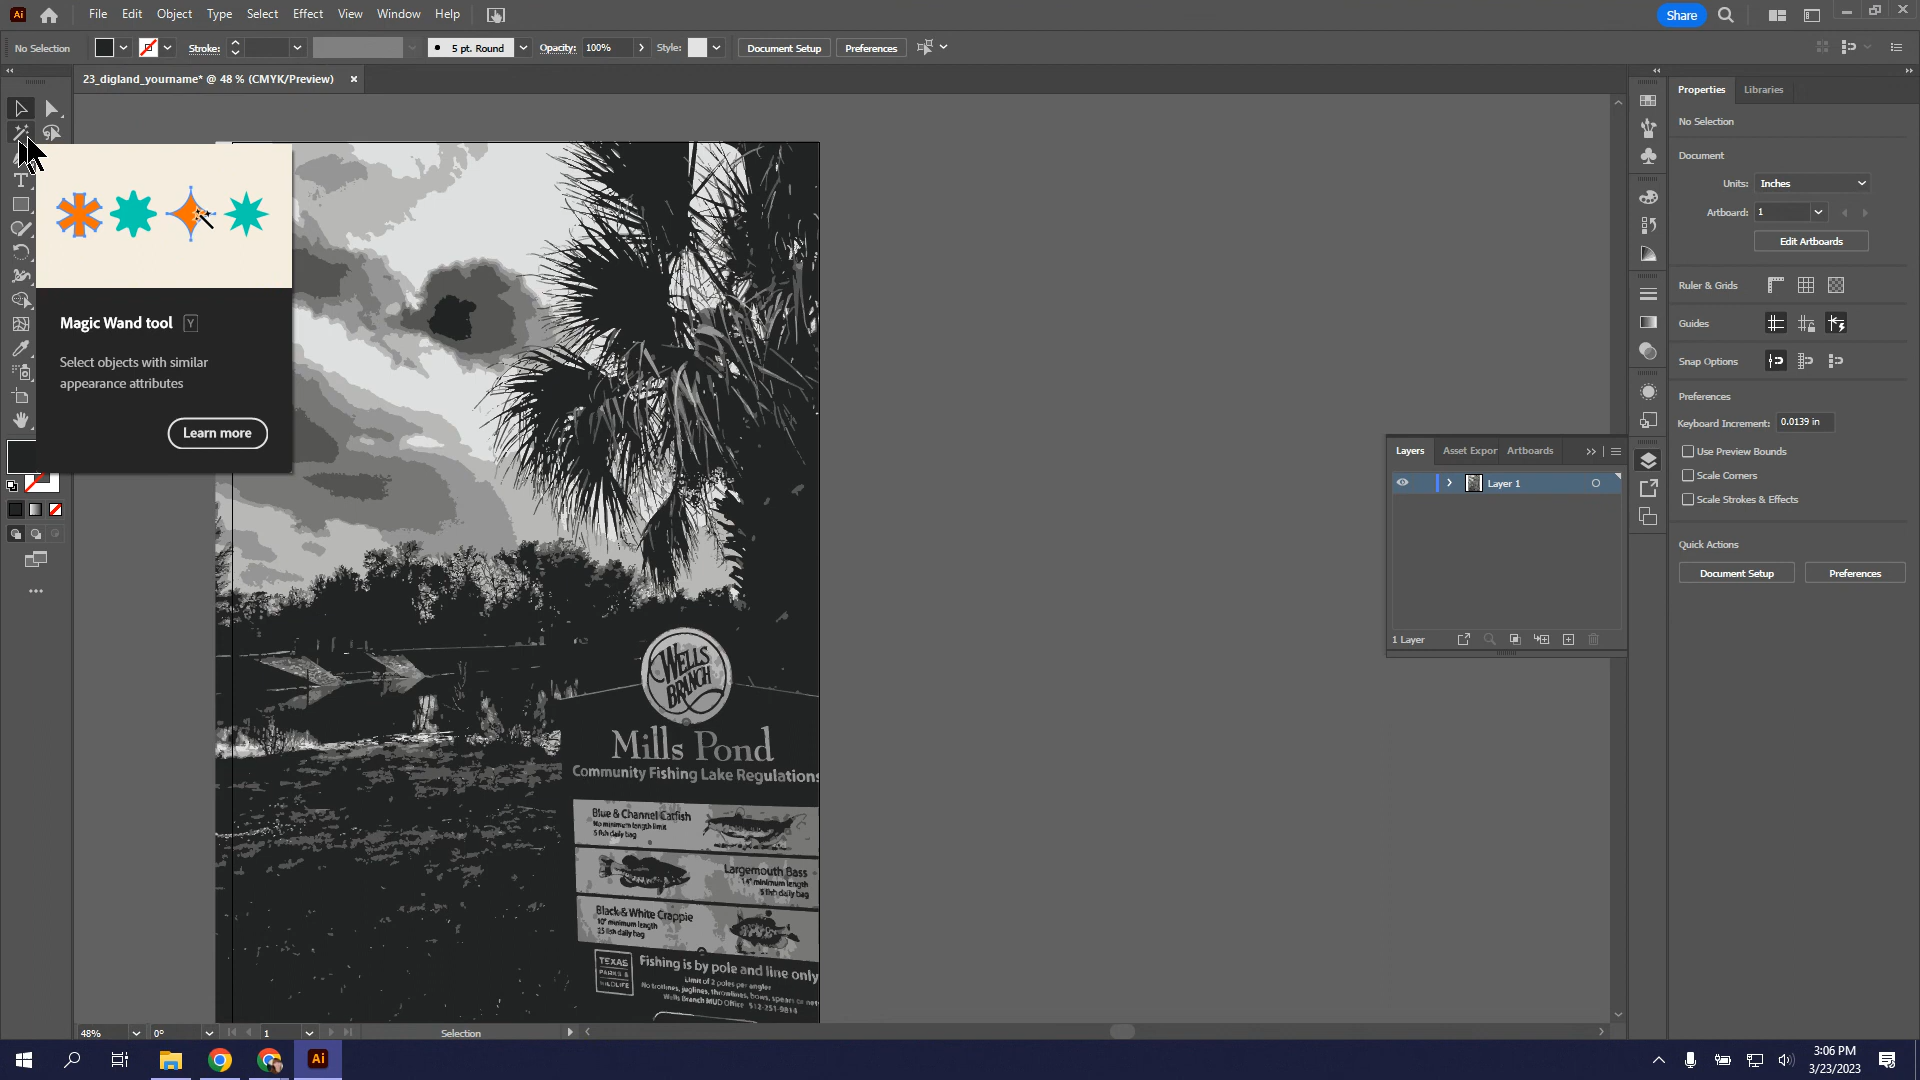 Ai File Edit Object Type Select Effect View Window Help Share
No Selection Stroke: 5 pt. Round Opacity: 100% Style: Document Setup Preferences
23_digland_yourname* @ 48 % (CMYK/Preview)
Magic Wand tool Y
Select objects with similar
appearance attributes
Learn more
WELLS
BRANCH
Mills Pond
Community Fishing Lake Regulations
Blue & Channel Catfish
No minimum length limit
5 fish daily bag
Largemouth Bass
14" minimum length
5 fish daily bag
Black & White Crappie
10" minimum length
25 fish daily bag
TEXAS
PARKS &
WILDLIFE
Fishing is by pole and line only
Limit of 2 poles per angler
No trotlines, juglines, throwlines, bows, spears or nets
Wells Branch MUD Office 512-251-9814
Layers Asset Expor Artboards
Layer 1
1 Layer
Properties Libraries
No Selection
Document
Units: Inches
Artboard: 1
Edit Artboards
Ruler & Grids
Guides
Snap Options
Preferences
Keyboard Increment: 0.0139 in
Use Preview Bounds
Scale Corners
Scale Strokes & Effects
Quick Actions
Document Setup Preferences
48% 0° 1 Selection
Ai
3:06 PM
3/23/2023